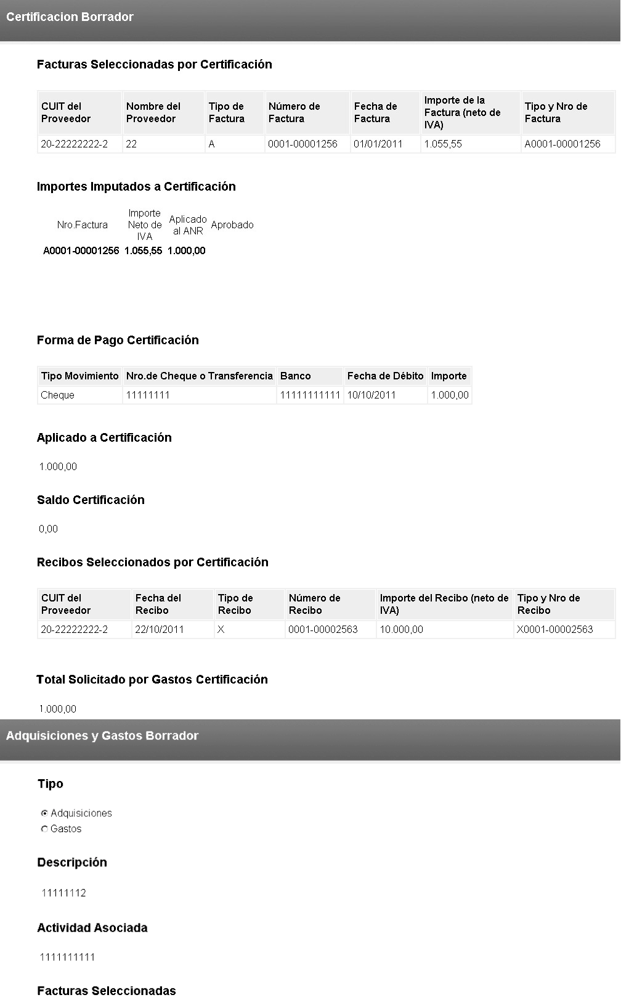 Certificacion Borrador
Facturas Seleccionadas por Certificación
CUIT del Proveedor Nombre del Proveedor Tipo de Factura Número de Factura Fecha de Factura Importe de la Factura (neto de IVA) Tipo y Nro de Factura
20-22222222-2 22 A 0001-00001256 01/01/2011 1.055,55 A0001-00001256
Importes Imputados a Certificación
Nro.Factura Importe Neto de IVA Aplicado al ANR Aprobado
A0001-00001256 1.055,55 1.000,00
Forma de Pago Certificación
Tipo Movimiento Nro.de Cheque o Transferencia Banco Fecha de Débito Importe
Cheque 11111111 11111111111 10/10/2011 1.000,00
Aplicado a Certificación
1.000,00
Saldo Certificación
0,00
Recibos Seleccionados por Certificación
CUIT del Proveedor Fecha del Recibo Tipo de Recibo Número de Recibo Importe del Recibo (neto de IVA) Tipo y Nro de Recibo
20-22222222-2 22/10/2011 X 0001-00002563 10.000,00 X0001-00002563
Total Solicitado por Gastos Certificación
1.000,00
Adquisiciones y Gastos Borrador
Tipo
Adquisiciones
Gastos
Descripción
11111112
Actividad Asociada
1111111111
Facturas Seleccionadas